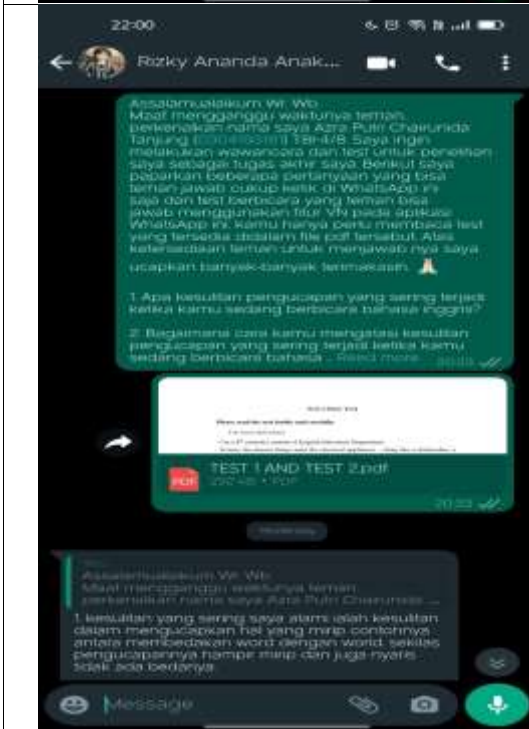 22:00
Rizky Ananda Anak...
Assalamualaikum Wr. Wb
Maaf mengganggu waktunya teman,
perkenalkan nama saya Azra Putri Chairunida
Tanjung TBI-4/B. Saya ingin
melakukan wawancara dan test untuk penelitian
saya sebagai tugas akhir saya. Berikut saya
paparkan beberapa pertanyaan yang bisa
teman jawab cukup ketik di WhatsApp ini
saja dan test berbicara yang teman bisa
jawab menggunakan fitur VN pada aplikasi
WhatsApp ini. kamu hanya perlu membaca test
yang tersedia didalam file pdf tersebut. Atas
ketersediaan teman untuk menjawab nya saya
ucapkan banyak-banyak terimakasih.
1. Apa kesulitan pengucapan yang sering terjadi
ketika kamu sedang berbicara bahasa inggris?
2. Bagaimana cara kamu mengatasi kesulitan
pengucapan yang sering terjadi ketika kamu
sedang berbicara bahasa... Read more
TEST 1 AND TEST 2.pdf
PDF
20.33
Yesterday
Assalamualaikum Wr. Wb
Maaf mengganggu waktunya teman,
perkenalkan nama saya Azra Putri Chairunida ...
1. kesulitan yang sering saya alami ialah kesulitan
dalam mengucapkan hal yang mirip contohnya
antara membedakan word dengan world, sekilas
pengucapannya hampir mirip dan juga nyaris
tidak ada bedanya.
Message